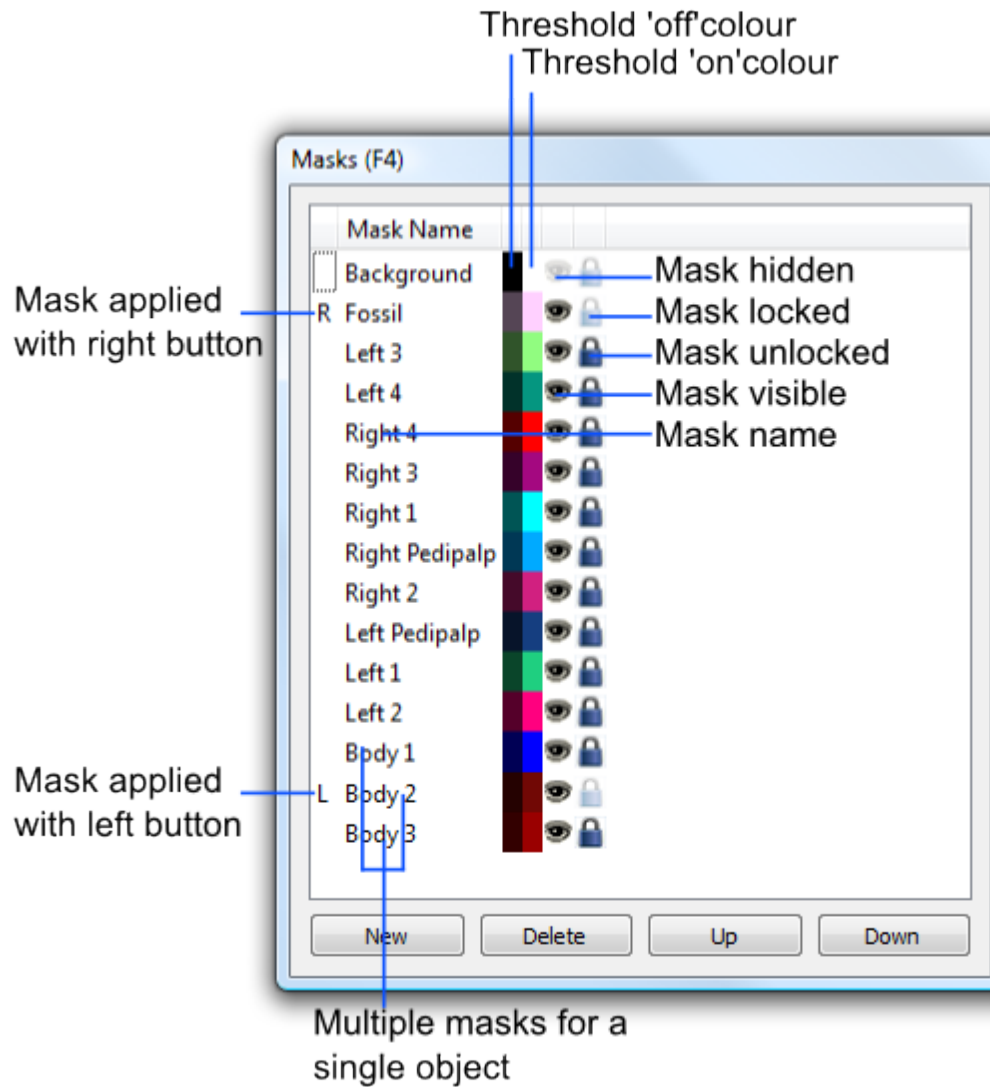 Threshold 'off'colour
Threshold 'on'colour
Masks (F4)
Mask Name
Background
Mask hidden
Mask applied
with right button
R Fossil
Mask locked
Left 3
Mask unlocked
Left 4
Mask visible
Right 4
Mask name
Right 3
Right 1
Right Pedipalp
Right 2
Left Pedipalp
Left 1
Left 2
Body 1
Mask applied
with left button
L Body 2
Body 3
New Delete Up Down
Multiple masks for a
single object